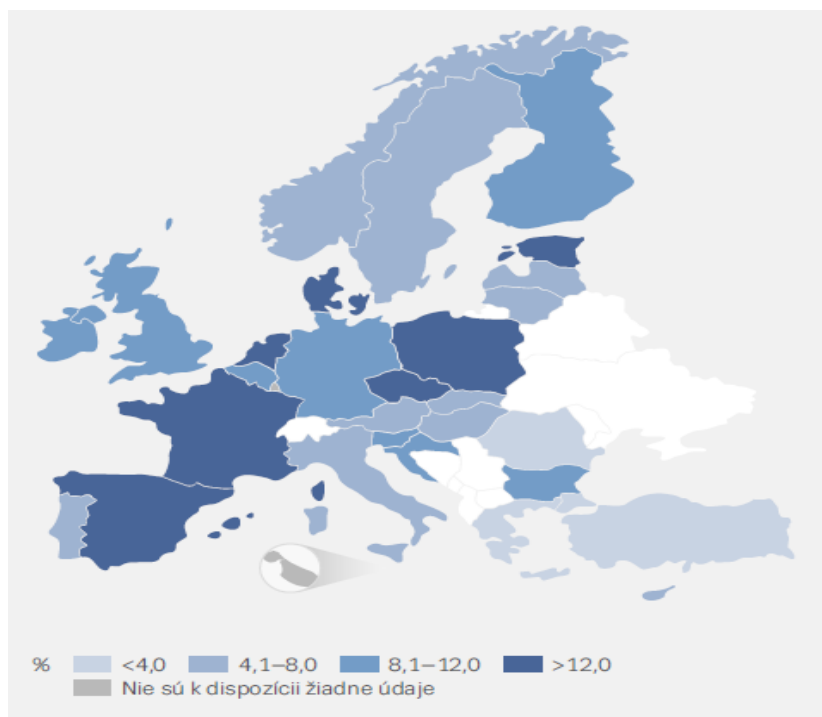 % <4,0 4,1–8,0 8,1–12,0 >12,0
Nie sú k dispozícii žiadne údaje